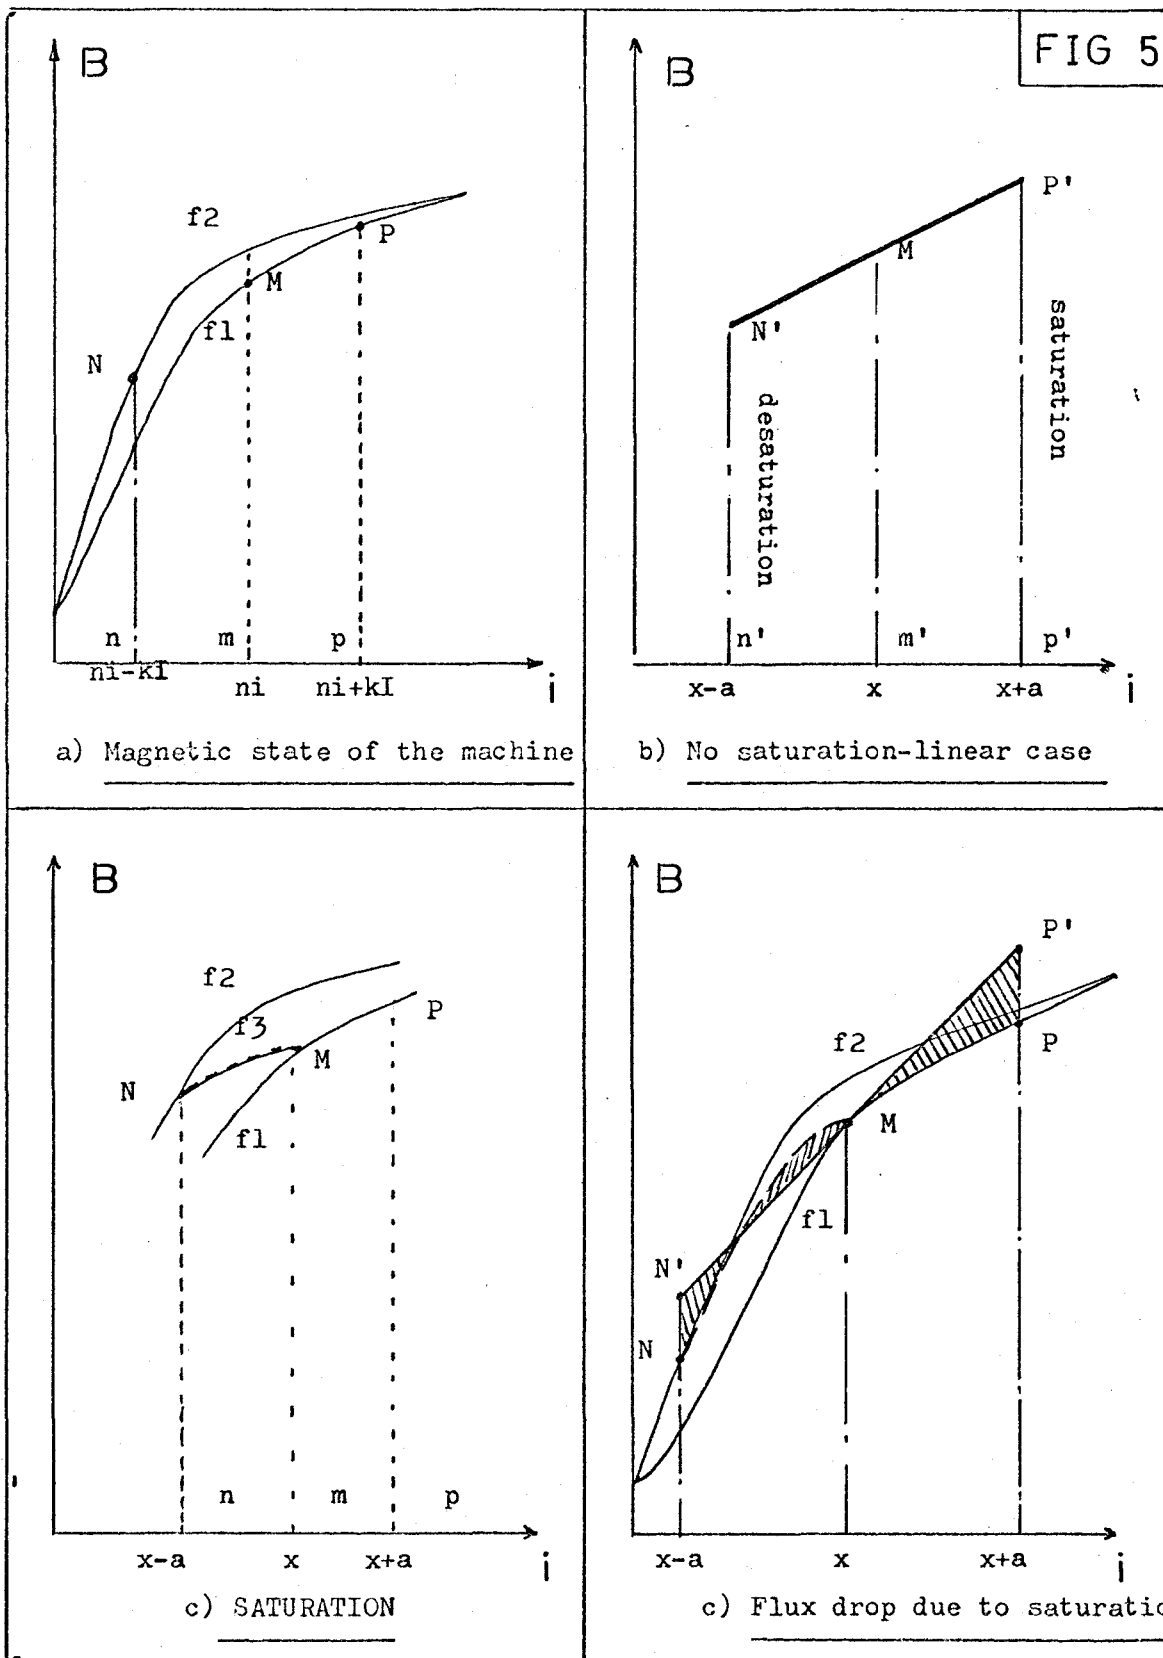 FIG 5
B
f2
P
M
f1
N
n
m
p
ni-kI
ni
ni+kI
i
a) Magnetic state of the machine
B
P'
M
N'
saturation
desaturation
n'
m'
p'
x-a
x
x+a
i
b) No saturation-linear case
B
f2
f3
P
M
N
f1
n
m
p
x-a
x
x+a
i
c) SATURATION
B
P'
f2
P
M
f1
N'
N
x-a
x
x+a
i
c) Flux drop due to saturatio